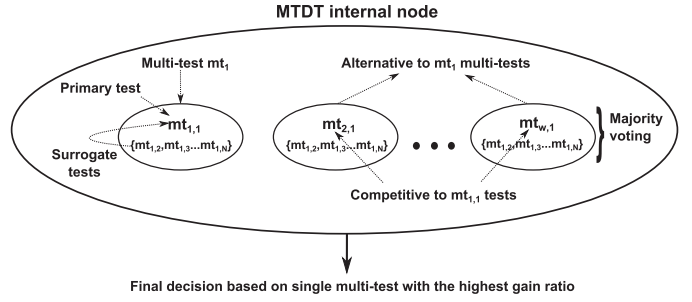 MTDT internal node
Multi-test mt1
Alternative to mt1 multi-tests
Primary test
mt1,1
{mt1,2,mt1,3...mt1,N}
mt2,1
{mt1,2,mt1,3...mt1,N}
mtw,1
{mt1,2,mt1,3...mt1,N}
Majority
voting
Surrogate
tests
Competitive to mt1,1 tests
Final decision based on single multi-test with the highest gain ratio